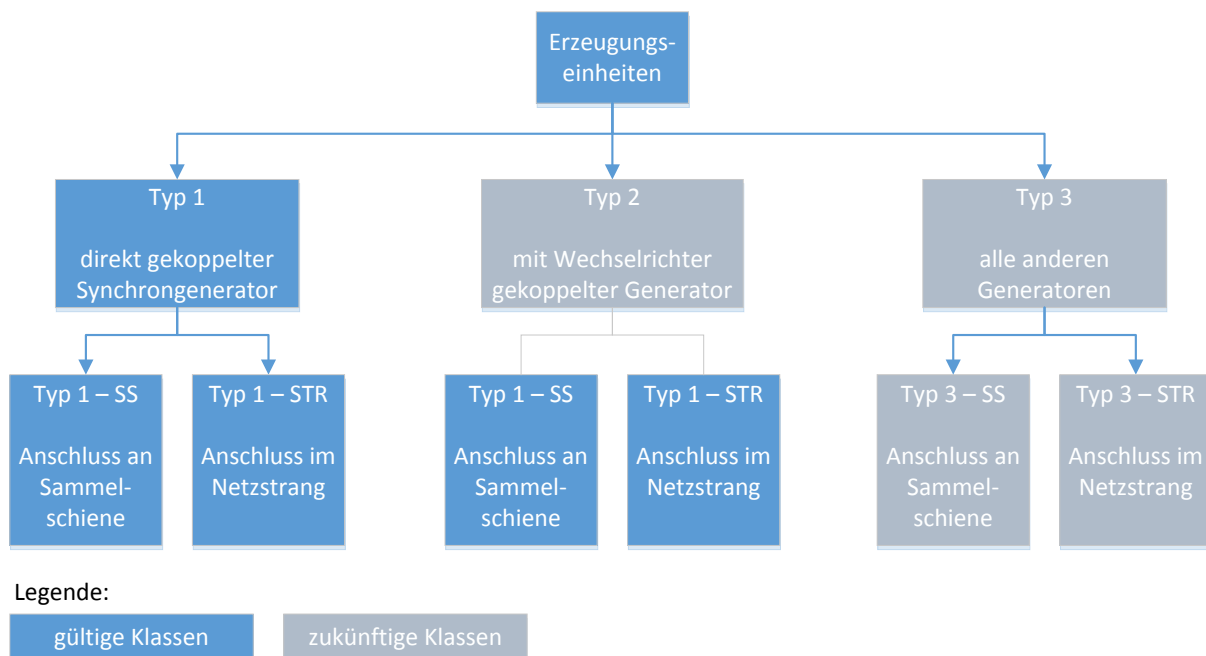 Erzeugungs-
einheiten
Typ 1
direkt gekoppelter
Synchrongenerator
Typ 2
mit Wechselrichter
gekoppelter Generator
Typ 3
alle anderen
Generatoren
Typ 1 – SS
Anschluss an
Sammel-
schiene
Typ 1 – STR
Anschluss im
Netzstrang
Typ 1 – SS
Anschluss an
Sammel-
schiene
Typ 1 – STR
Anschluss im
Netzstrang
Typ 3 – SS
Anschluss an
Sammel-
schiene
Typ 3 – STR
Anschluss im
Netzstrang
Legende:
gültige Klassen
zukünftige Klassen